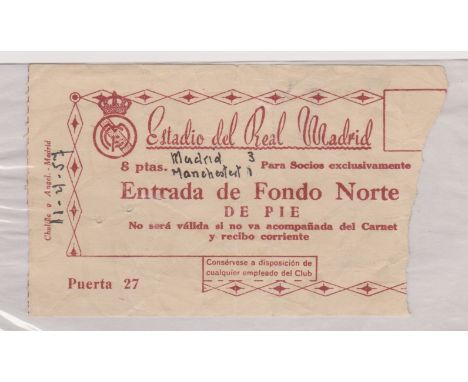 Estadio del Real Madrid
8 ptas.
Madrid 3
Manchester 1
Para Socios exclusivamente
Entrada de Fondo Norte
DE PIE
No será válida si no va acompañada del Carnet
y recibo corriente
Consérvese a disposición de
cualquier empleado del Club
Puerta 27
11-4-57
Angel.-Madrid